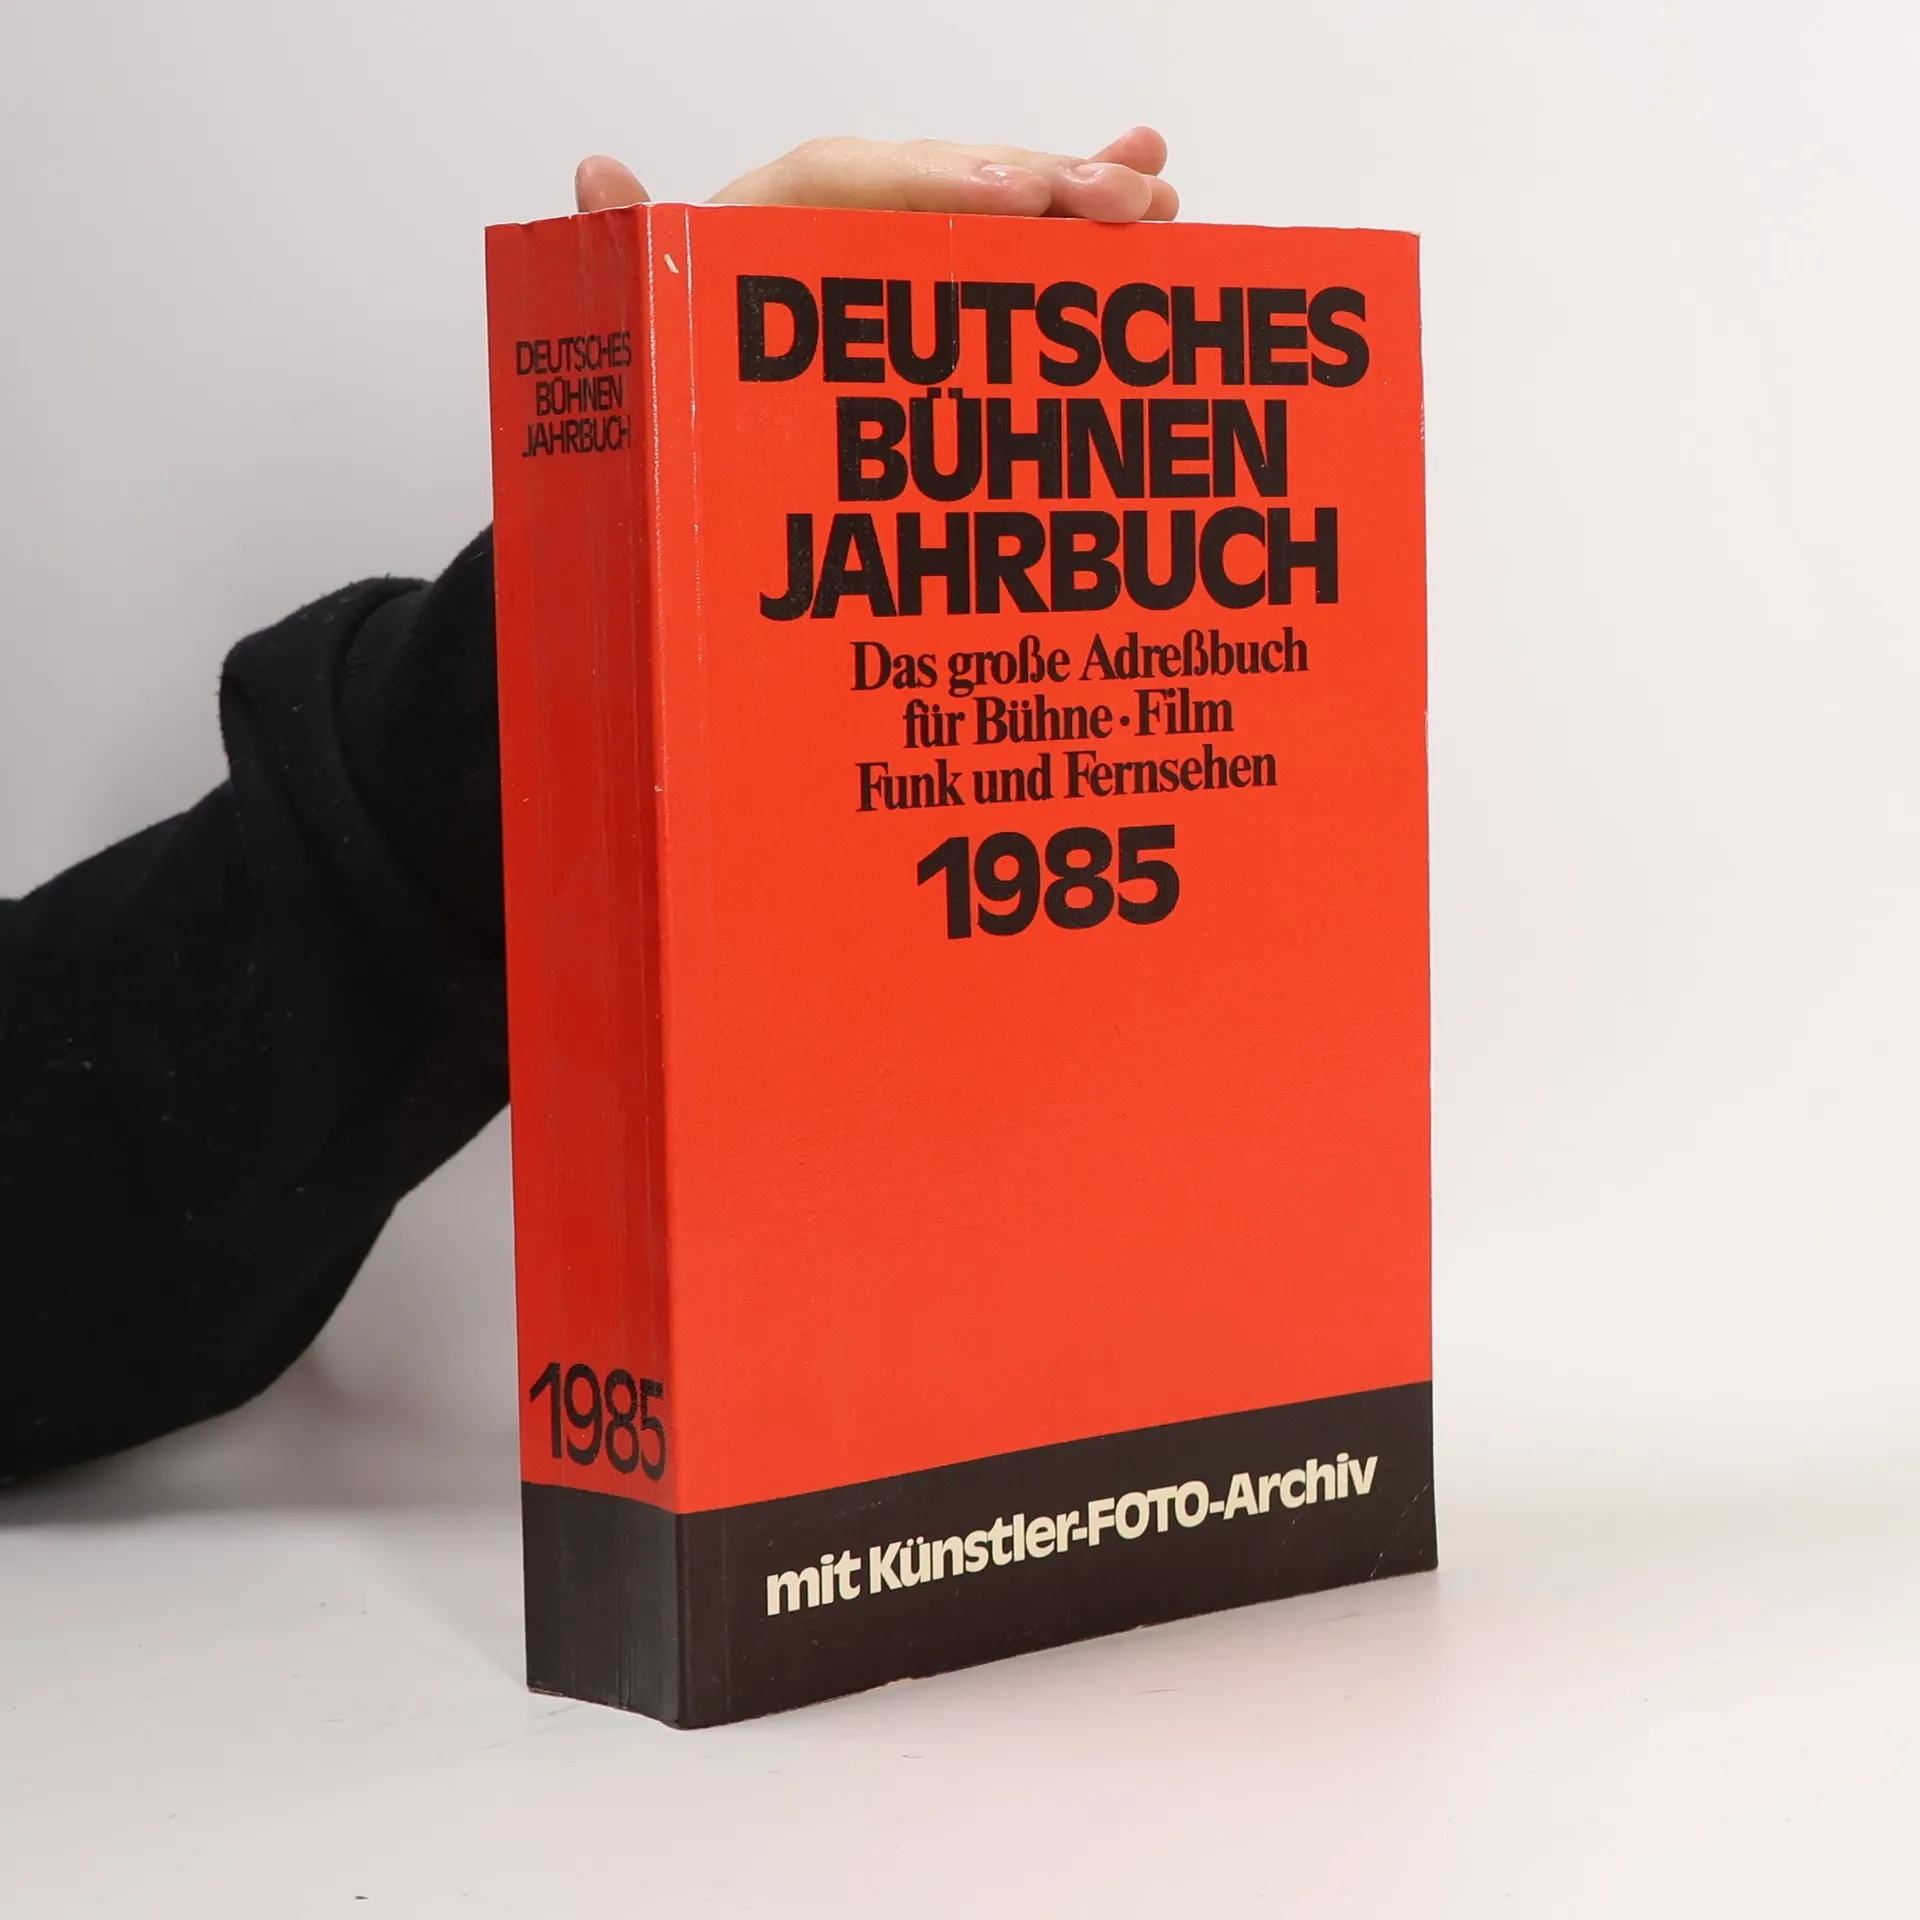 DEUTSCHES
BÜHNEN
JAHRBUCH
1985
DEUTSCHES
BÜHNEN
JAHRBUCH
Das große Adreßbuch
für Bühne·Film
Funk und Fernsehen
1985
mit Künstler-FOTO-Archiv